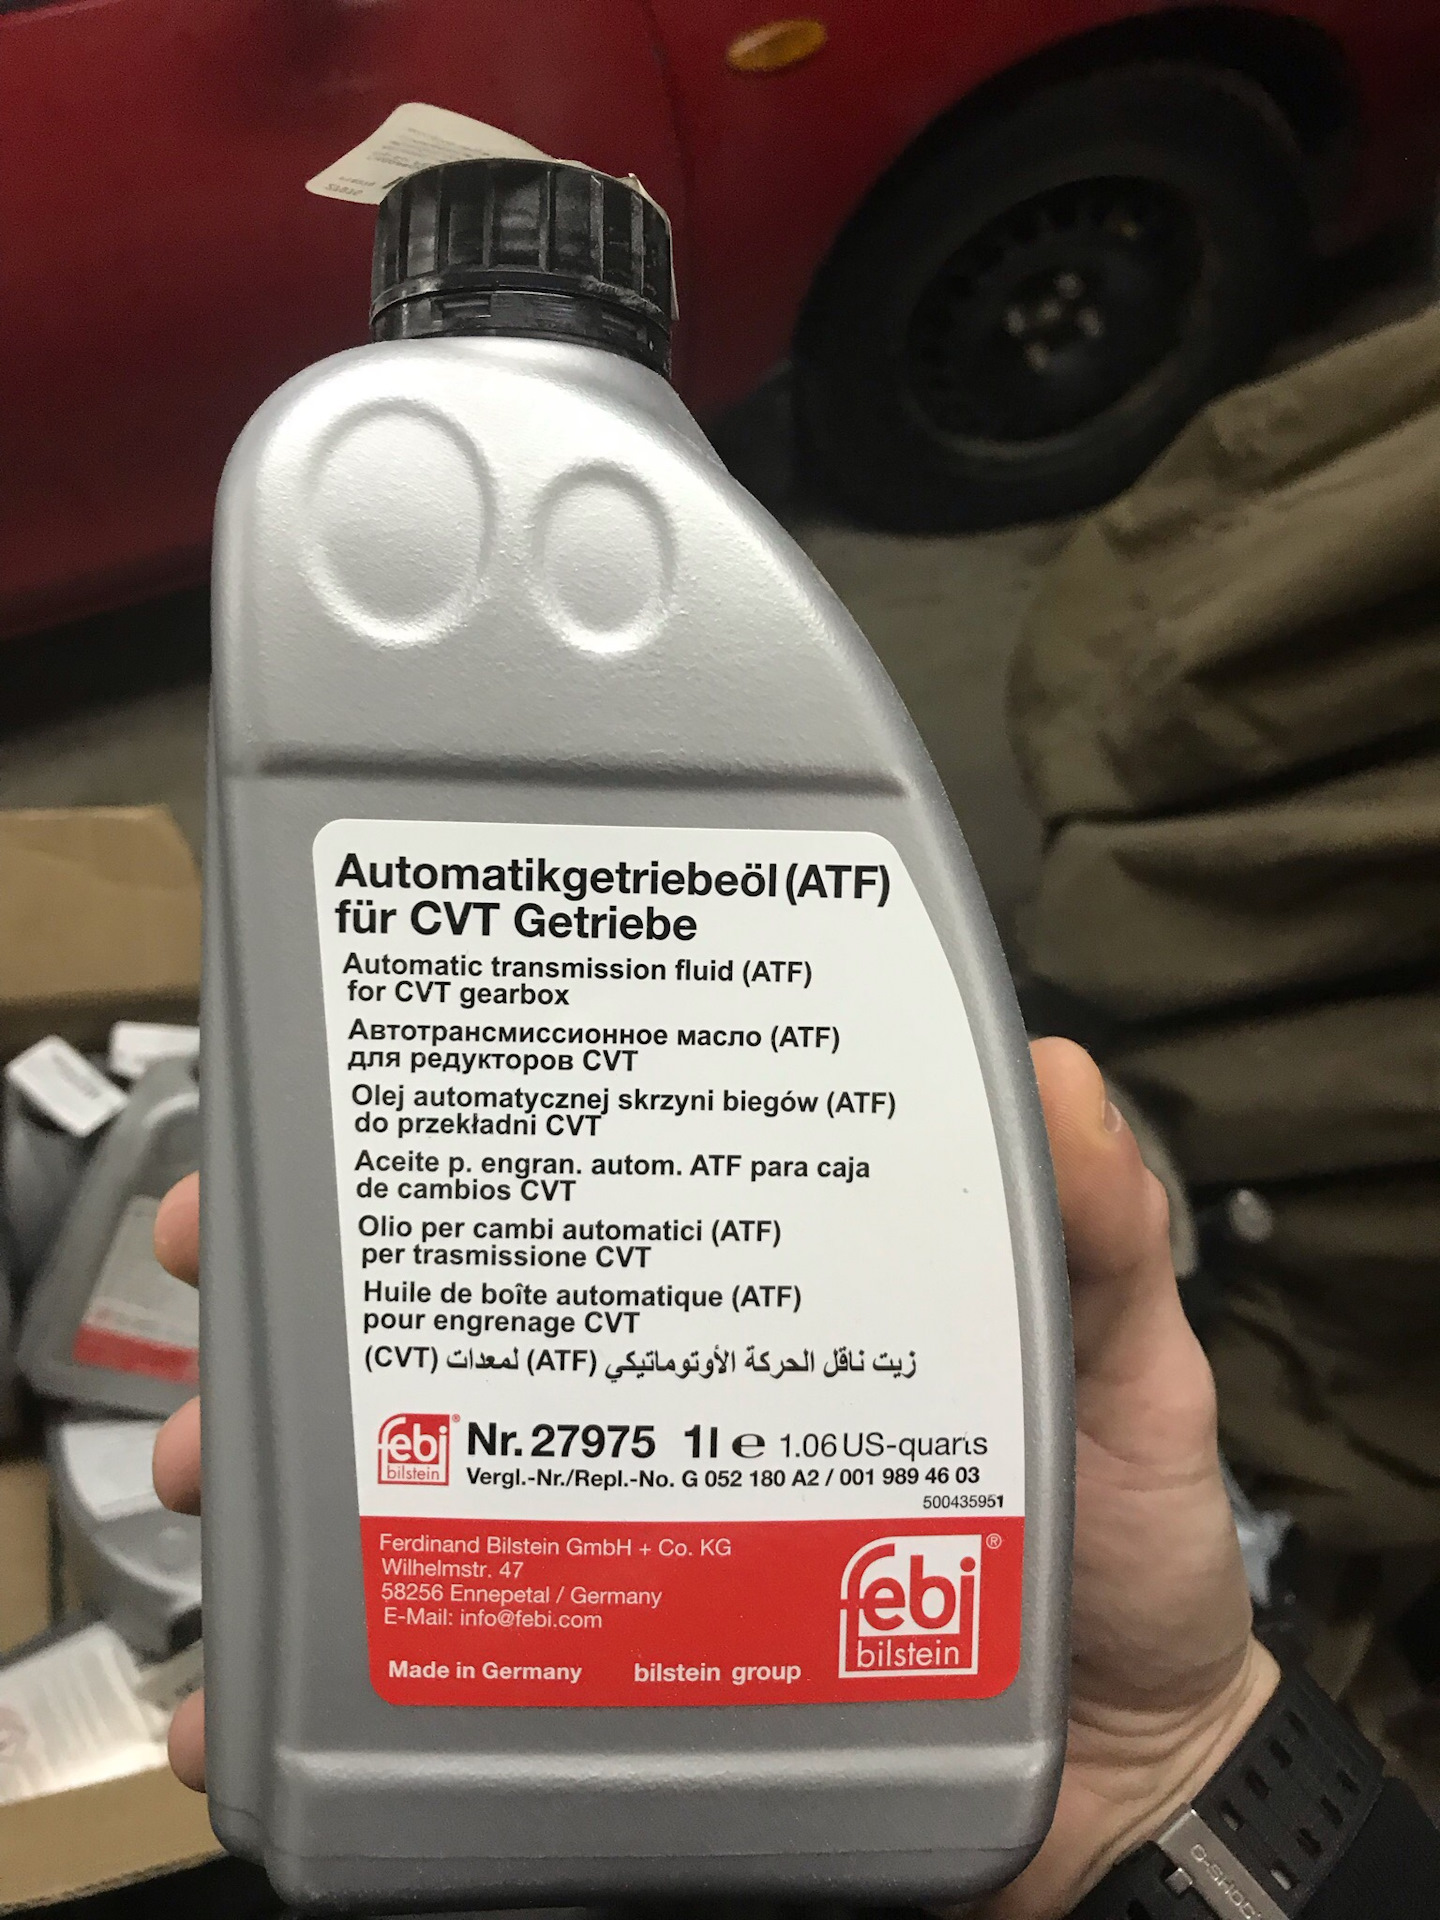 Automatikgetriebeöl (ATF)
für CVT Getriebe
Automatic transmission fluid (ATF)
for CVT gearbox
Автотрансмиссионное масло (ATF)
для редукторов CVT
Olej automatycznej skrzyni biegów (ATF)
do przekładni CVT
Aceite p. engran. autom. ATF para caja
de cambios CVT
Olio per cambi automatici (ATF)
per trasmissione CVT
Huile de boîte automatique (ATF)
pour engrenage CVT
زيت ناقل الحركة الأوتوماتيكي (ATF) لمعدات (CVT)
febi® Nr. 27975 1l e 1.06 US-quarts
bilstein Vergl.-Nr./Repl.-No. G 052 180 A2 / 001 989 46 03
500435951
Ferdinand Bilstein GmbH + Co. KG
Wilhelmstr. 47
58256 Ennepetal / Germany
E-Mail: info@febi.com
febi®
bilstein
Made in Germany bilstein group
G-SHOCK